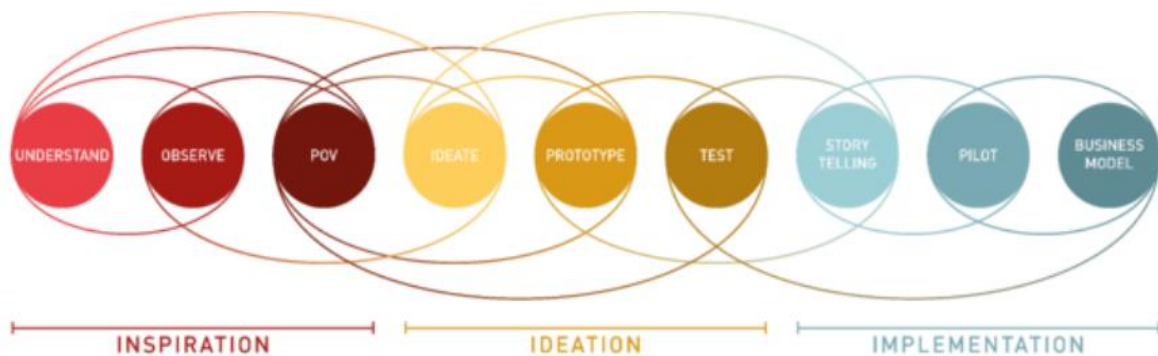 UNDERSTAND
OBSERVE
POV
IDEATE
PROTOTYPE
TEST
STORY
TELLING
PILOT
BUSINESS
MODEL
INSPIRATION
IDEATION
IMPLEMENTATION